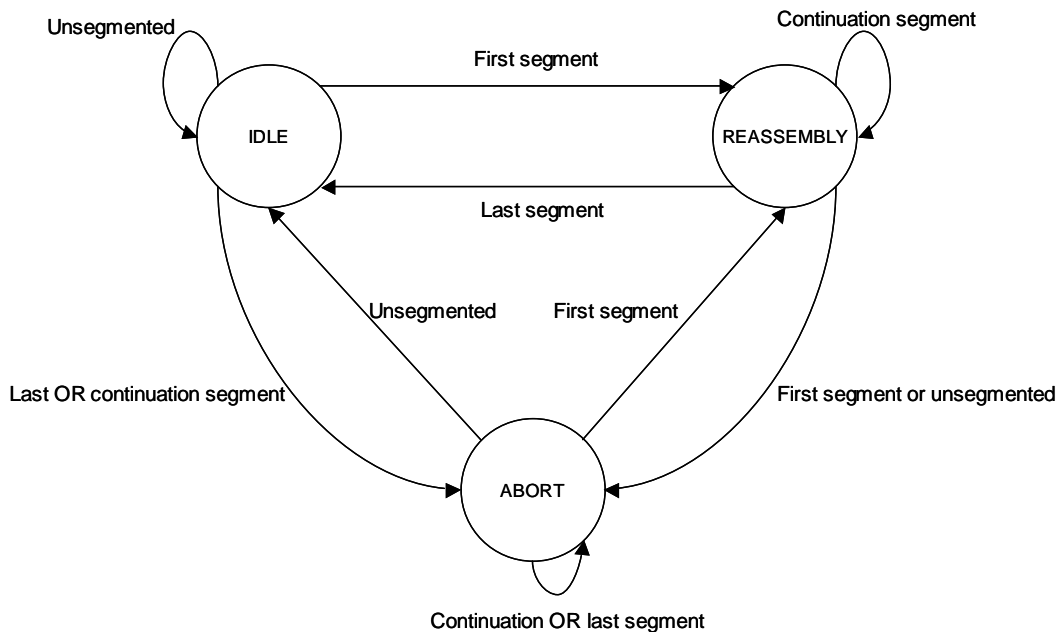 Continuation segment
Unsegmented
First segment
IDLE
REASSEMBLY
Last segment
Unsegmented
First segment
Last OR continuation segment
First segment or unsegmented
ABORT
Continuation OR last segment